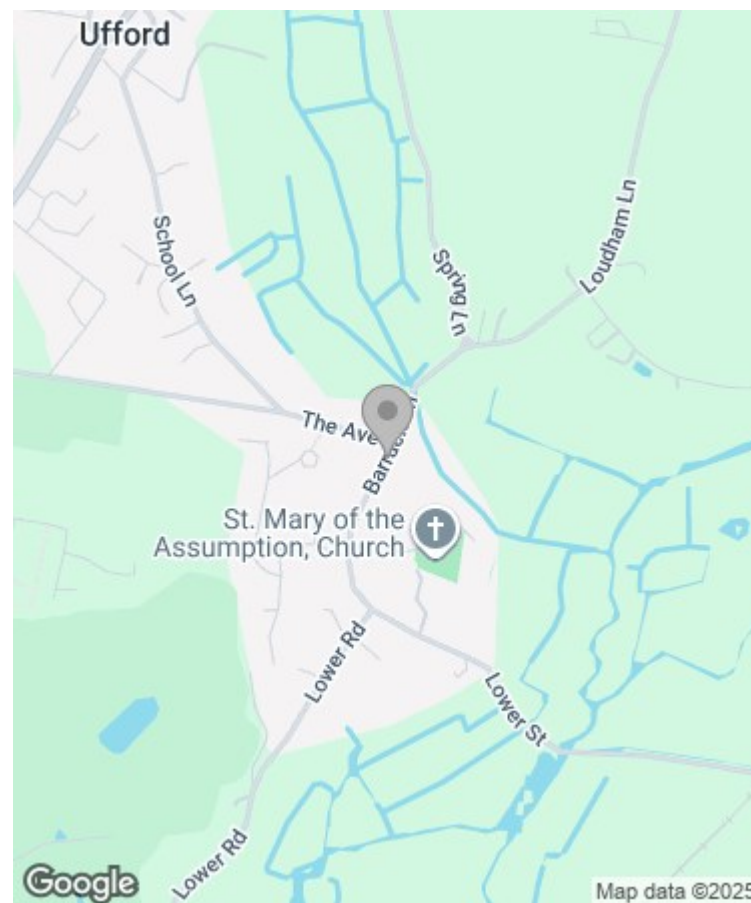 Ufford
School Ln
Spring Ln
Loudham Ln
The Ave
St. Mary of the
Assumption, Church
Lower Rd
Lower St
Lower Rd
Google
Map data ©2025